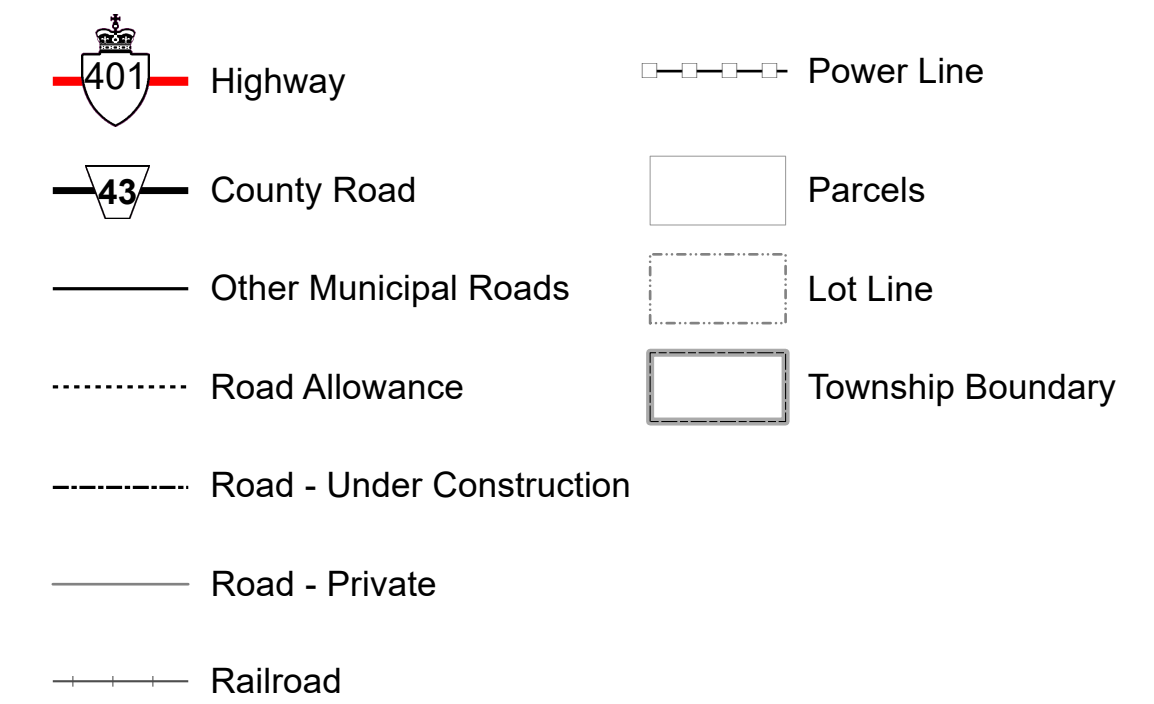 401
Highway
43
County Road
Other Municipal Roads
Road Allowance
Road - Under Construction
Road - Private
Railroad
Power Line
Parcels
Lot Line
Township Boundary